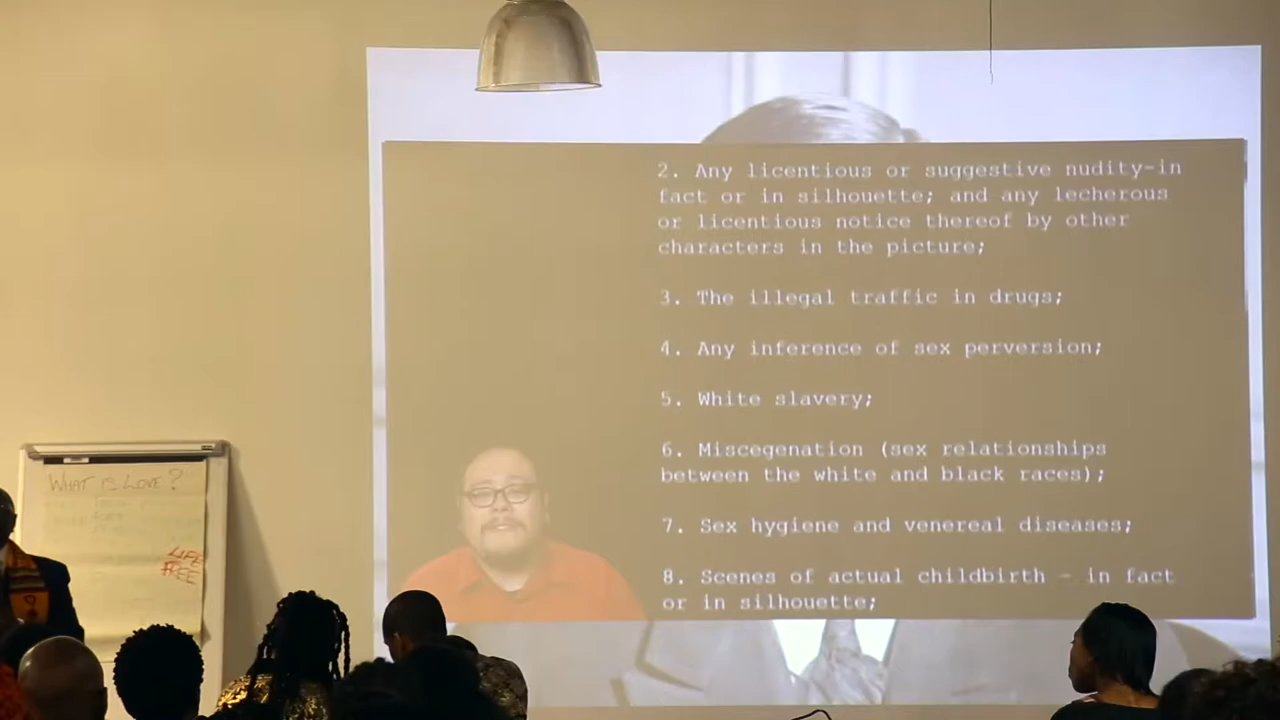 2. Any licentious or suggestive nudity-in
fact or in silhouette; and any lecherous
or licentious notice thereof by other
characters in the picture;
3. The illegal traffic in drugs;
4. Any inference of sex perversion;
5. White slavery;
6. Miscegenation (sex relationships
between the white and black races);
7. Sex hygiene and venereal diseases;
8. Scenes of actual childbirth - in fact
or in silhouette;
WHAT IS LOVE?
LIFE
FREE